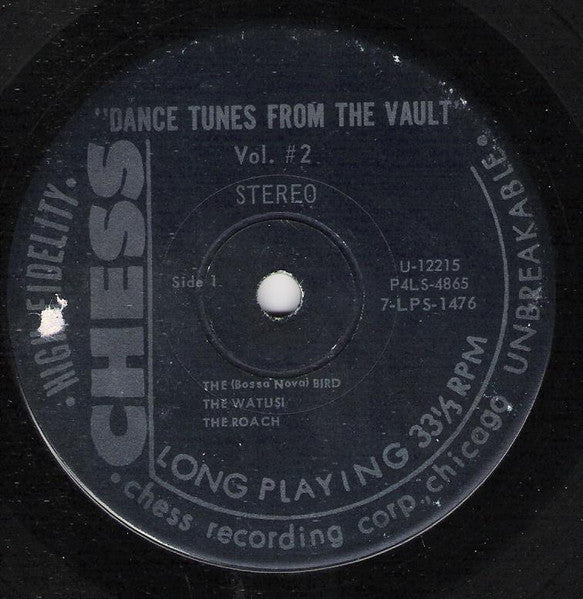 "DANCE TUNES FROM THE VAULT"
Vol. #2
STEREO
Side 1
U-12215
P4LS-4865
7-LPS-1476
THE (Bossa Nova) BIRD
THE WATUSI
THE ROACH
CHESS
• HIGH FIDELITY •
LONG PLAYING 33⅓ RPM
UNBREAKABLE •
• chess recording corp., chicago